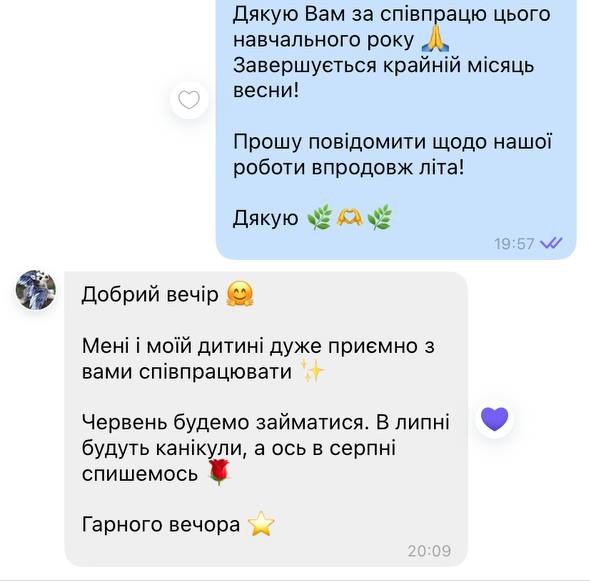 Дякую Вам за співпрацю цього
навчального року 🙏
Завершується крайній місяць
весни!
Прошу повідомити щодо нашої
роботи впродовж літа!
Дякую 🌿🫶🌿
19:57
Добрий вечір 🤗
Мені і моїй дитині дуже приємно з
вами співпрацювати ✨
Червень будемо займатися. В липні
будуть канікули, а ось в серпні
спишемось 🌹
Гарного вечора ⭐
20:09